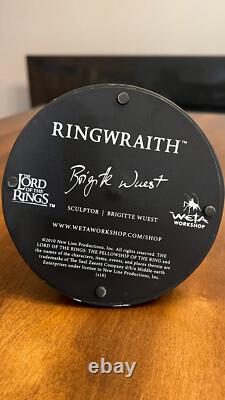 RINGWRAITH™
Brigitte Wuest
THE
LORD
OF THE
RINGS™
SCULPTOR | BRIGITTE WUEST
WETA
WORKSHOP
WWW.WETAWORKSHOP.COM/SHOP
©2010 New Line Productions, Inc. All rights reserved. THE
LORD OF THE RINGS: THE FELLOWSHIP OF THE RING and
the names of the characters, items, events, and places therein are
trademarks of The Saul Zaentz Company d/b/a Middle-earth
Enterprises under license to New Line Productions, Inc.
(s10)